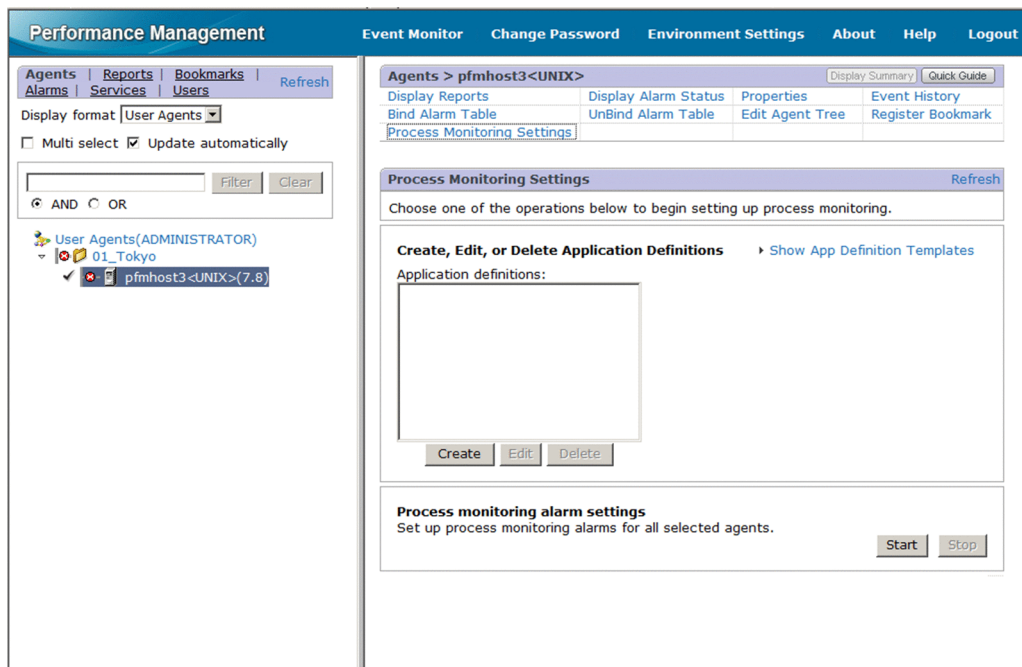 Performance Management
Event Monitor Change Password Environment Settings About Help Logout
Agents | Reports | Bookmarks |
Alarms | Services | Users
Refresh
Display format User Agents
Multi select Update automatically
Filter Clear
AND OR
User Agents(ADMINISTRATOR)
01_Tokyo
pfmhost3<UNIX>(7.8)
Agents > pfmhost3<UNIX> Display Summary Quick Guide
Display Reports Display Alarm Status Properties Event History
Bind Alarm Table UnBind Alarm Table Edit Agent Tree Register Bookmark
Process Monitoring Settings
Process Monitoring Settings Refresh
Choose one of the operations below to begin setting up process monitoring.
Create, Edit, or Delete Application Definitions Show App Definition Templates
Application definitions:
Create Edit Delete
Process monitoring alarm settings
Set up process monitoring alarms for all selected agents.
Start Stop